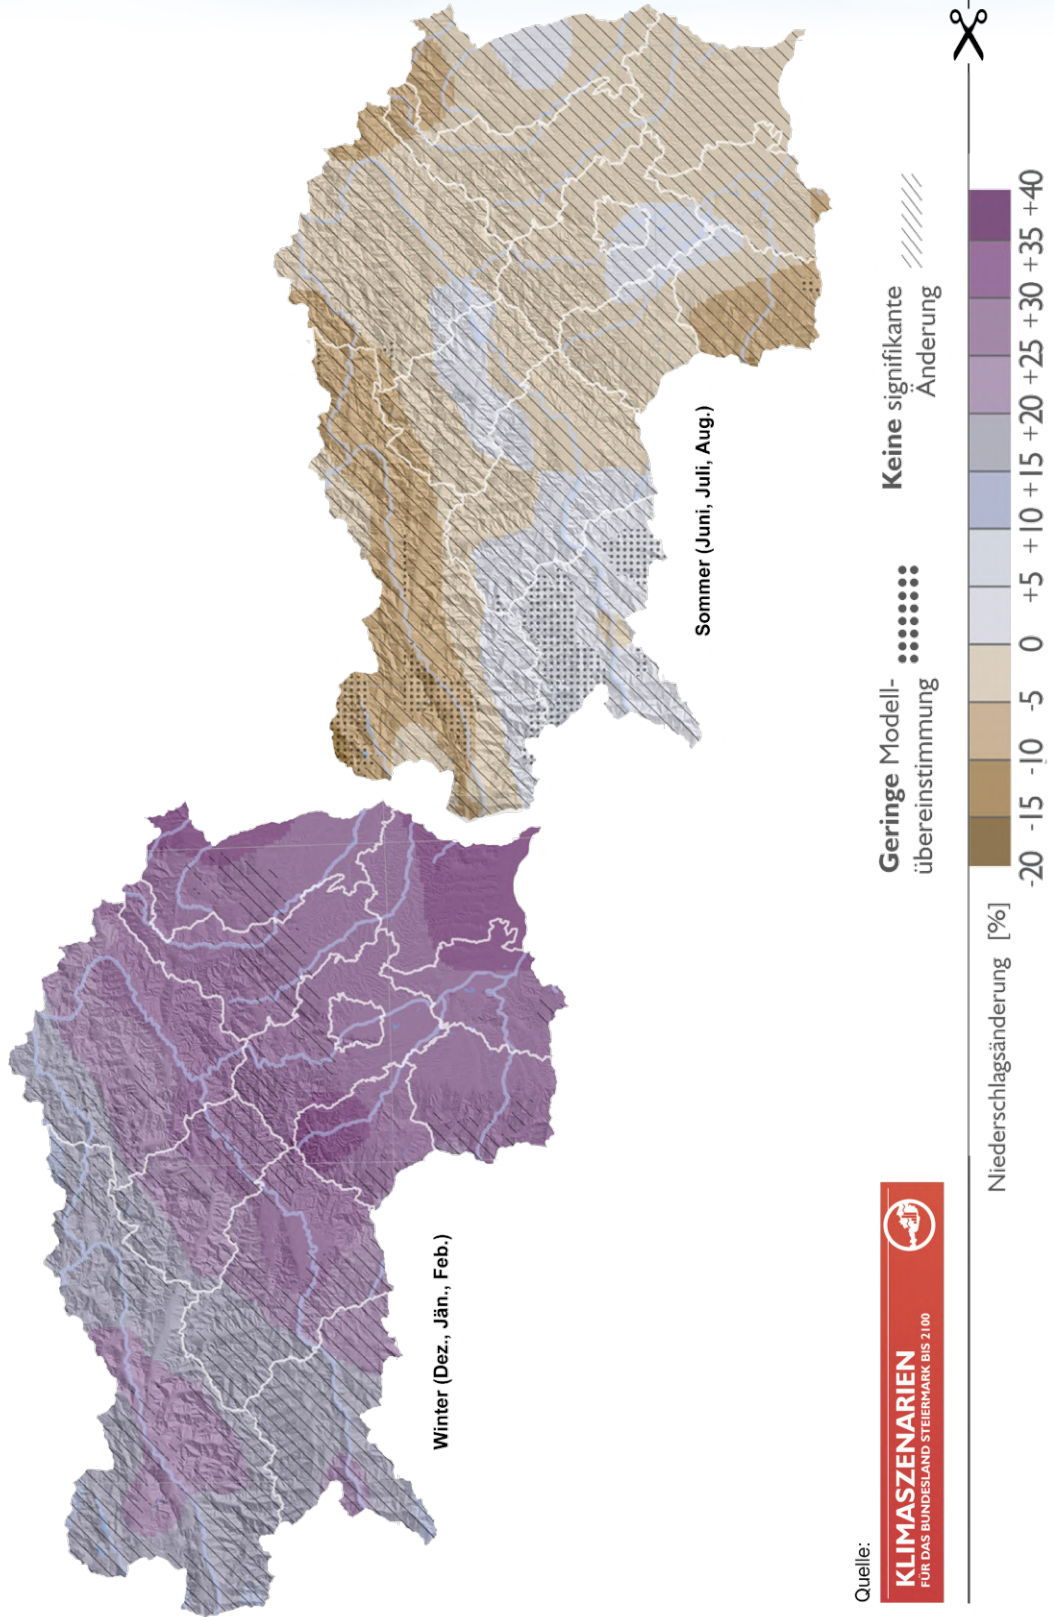 Winter (Dez., Jän., Feb.)
Sommer (Juni, Juli, Aug.)
Quelle:
KLIMASZENARIEN
FÜR DAS BUNDESLAND STEIERMARK BIS 2100
Geringe Modell-
übereinstimmung
Keine signifikante
Änderung
Niederschlagsänderung [%]
-20 -15 -10 -5 0 +5 +10 +15 +20 +25 +30 +35 +40